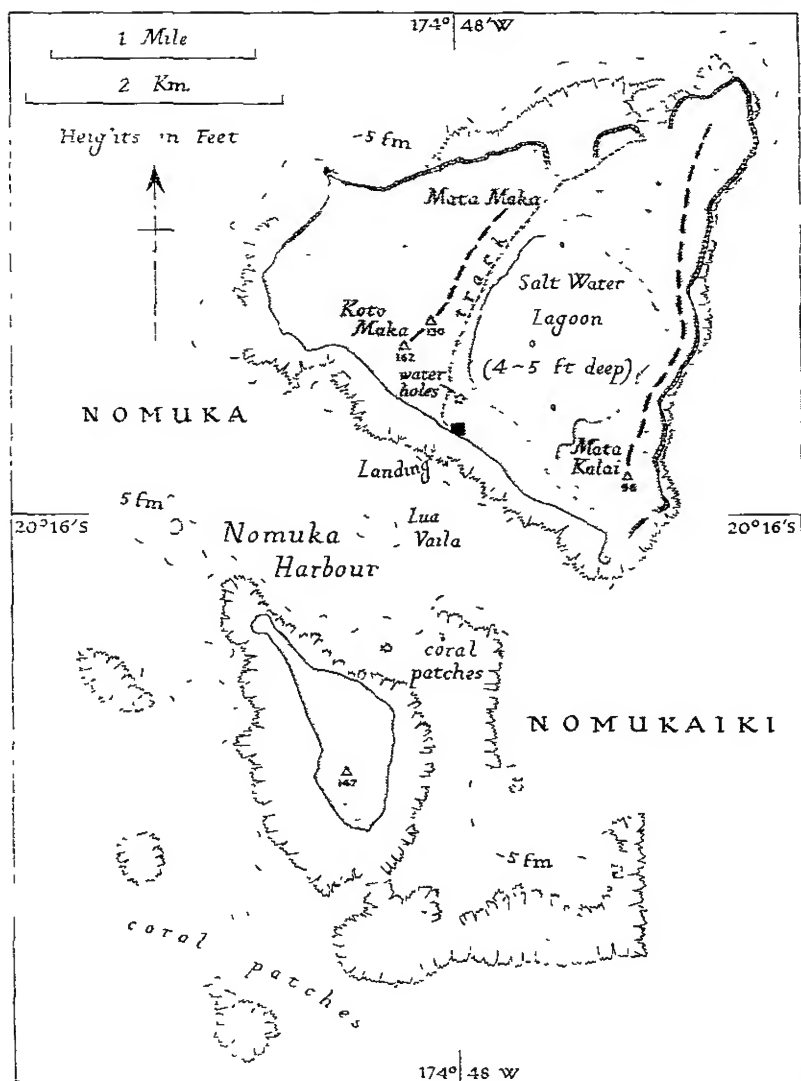 1 Mile
2 Km.
174° 48' W
Heights in Feet
5 fm
Mata Maka
track
Salt Water
Lagoon
(4-5 ft deep)
Koto
Maka
130
162
water
holes
NOMUKA
Mata
Kalai
96
Landing
5 fm
20°16'S
20°16'S
Lua
Vaila
Nomuka
Harbour
coral
patches
NOMUKAIKI
147
5 fm
coral patches
174° 48 W